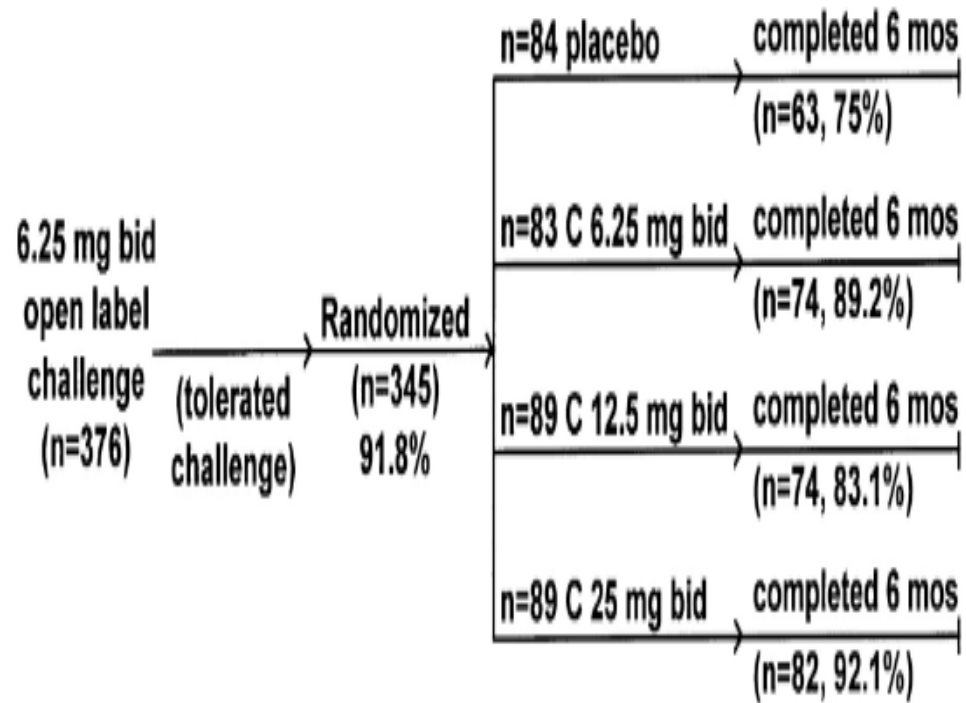 6.25 mg bid
open label
challenge
(n=376)
(tolerated
challenge)
Randomized
(n=345)
91.8%
n=84 placebo
completed 6 mos
(n=63, 75%)
n=83 C 6.25 mg bid
completed 6 mos
(n=74, 89.2%)
n=89 C 12.5 mg bid
completed 6 mos
(n=74, 83.1%)
n=89 C 25 mg bid
completed 6 mos
(n=82, 92.1%)